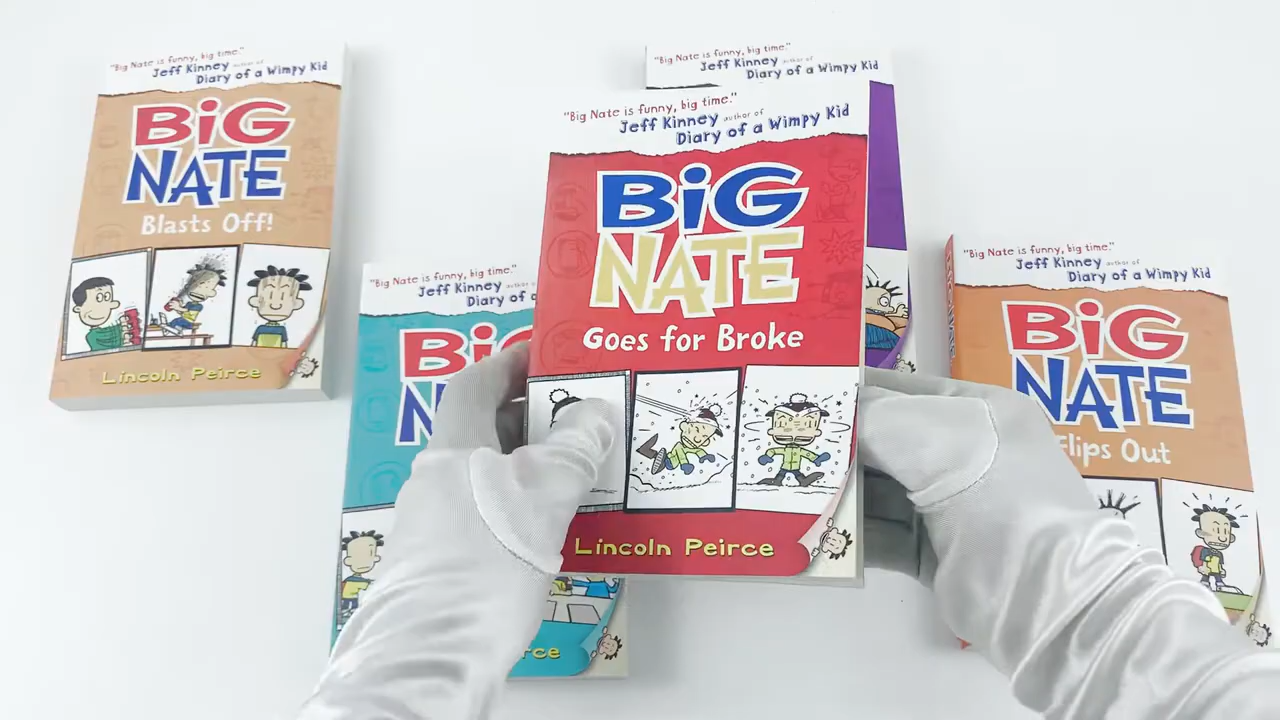 "Big Nate is funny, big time."
Jeff Kinney author of
Diary of a Wimpy Kid
BiG
NATE
Blasts Off!
Lincoln Peirce
"Big Nate is funny, big time."
Jeff Kinney author of
Diary of a
BiG
rce
"Big Nate is funny, big time."
Jeff Kinney author of
Diary of a Wimpy Kid
"Big Nate is funny, big time."
Jeff Kinney author of
Diary of a Wimpy Kid
BiG
NATE
Goes for Broke
Lincoln Peirce
"Big Nate is funny, big time."
Jeff Kinney author of
Diary of a Wimpy Kid
BiG
NATE
Flips Out